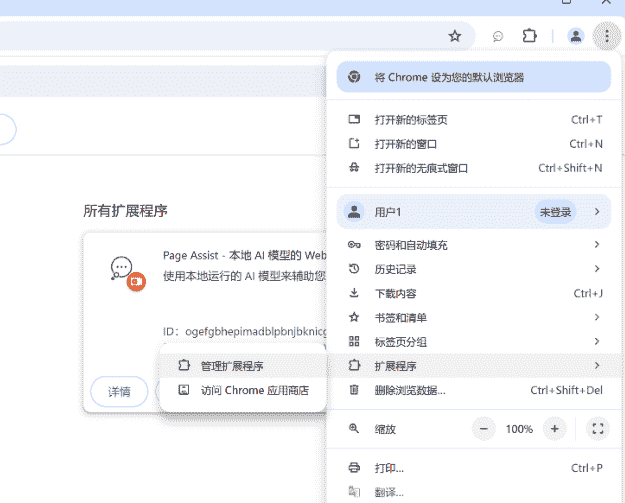 将 Chrome 设为您的默认浏览器
打开新的标签页 Ctrl+T
打开新的窗口 Ctrl+N
打开新的无痕式窗口 Ctrl+Shift+N
用户1 未登录
密码和自动填充
历史记录
下载内容 Ctrl+J
书签和清单
标签页分组
扩展程序
删除浏览数据... Ctrl+Shift+Del
缩放 100%
打印... Ctrl+P
翻译...
所有扩展程序
Page Assist - 本地 AI 模型的 Web
使用本地运行的 AI 模型来辅助您
ID: ogefgbhepimadblpbnjbknicg
管理扩展程序
访问 Chrome 应用商店
详情